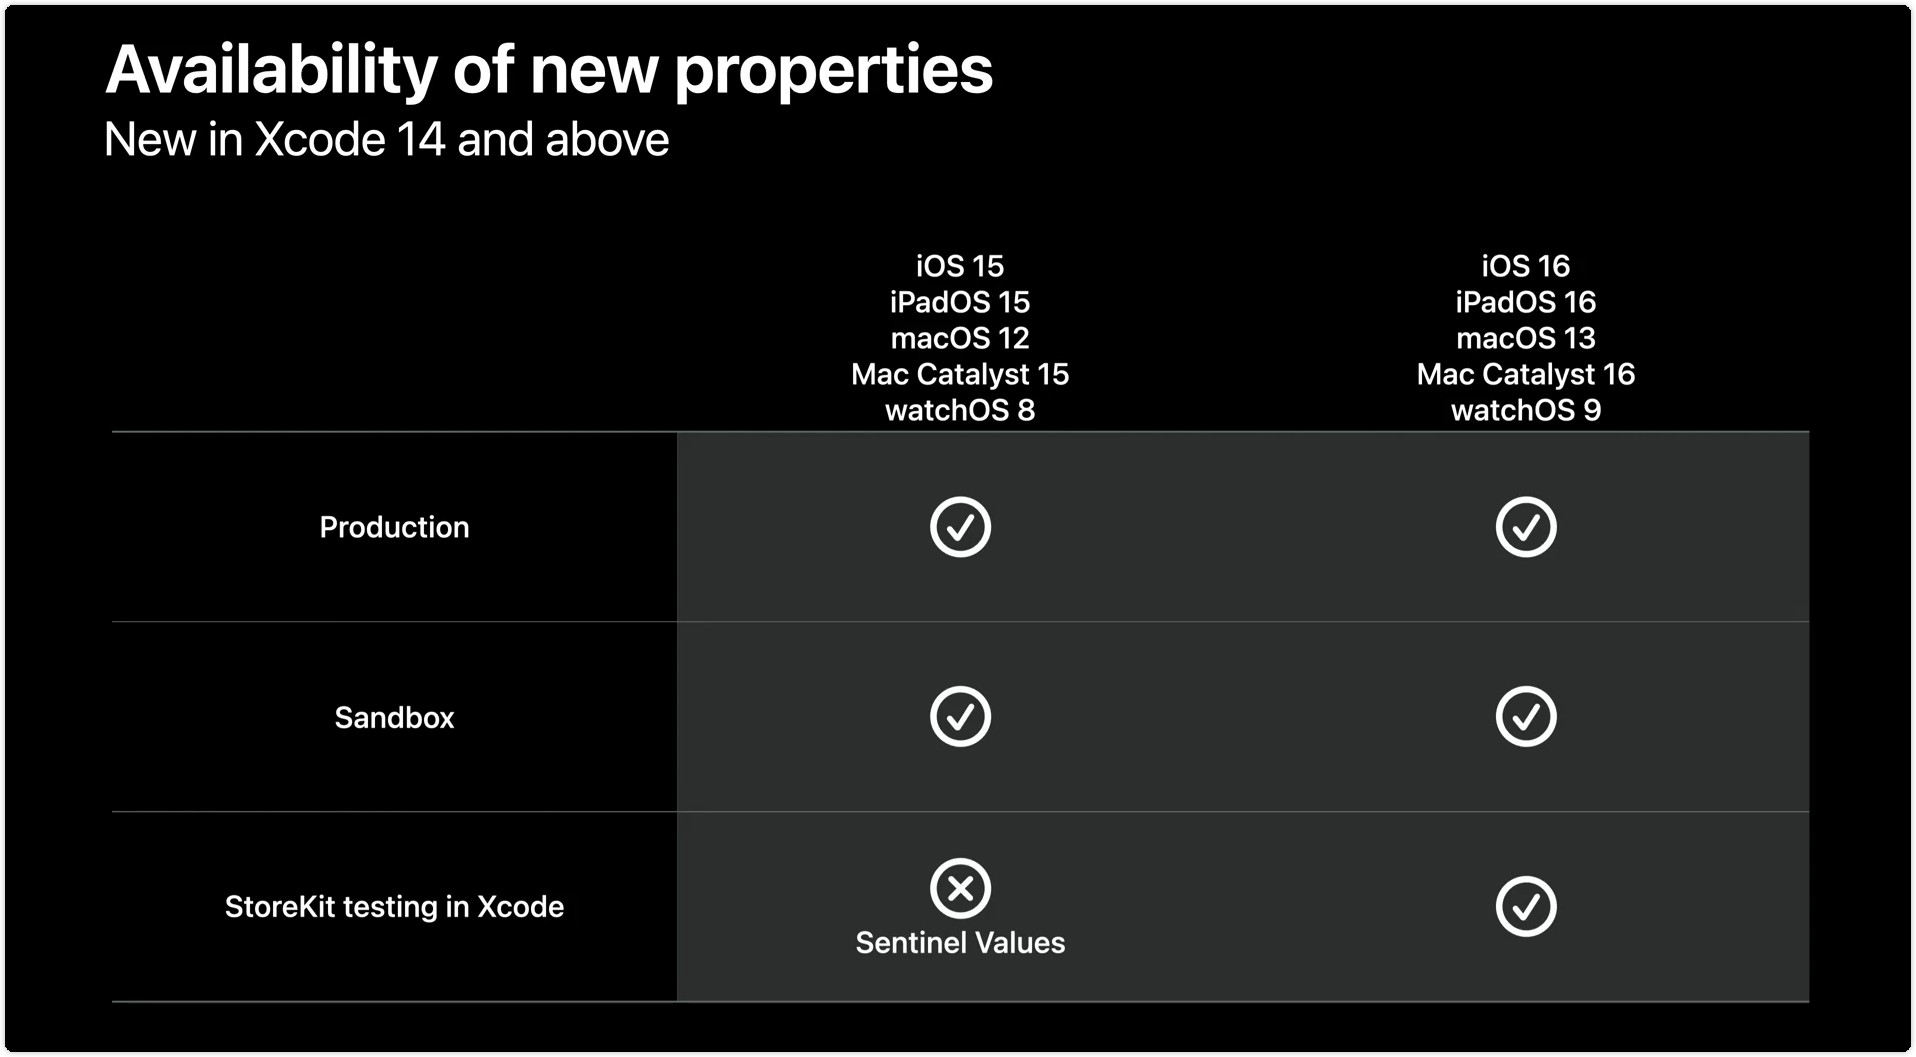 Availability of new properties
New in Xcode 14 and above
iOS 15
iPadOS 15
macOS 12
Mac Catalyst 15
watchOS 8
iOS 16
iPadOS 16
macOS 13
Mac Catalyst 16
watchOS 9
Production
Sandbox
StoreKit testing in Xcode
Sentinel Values